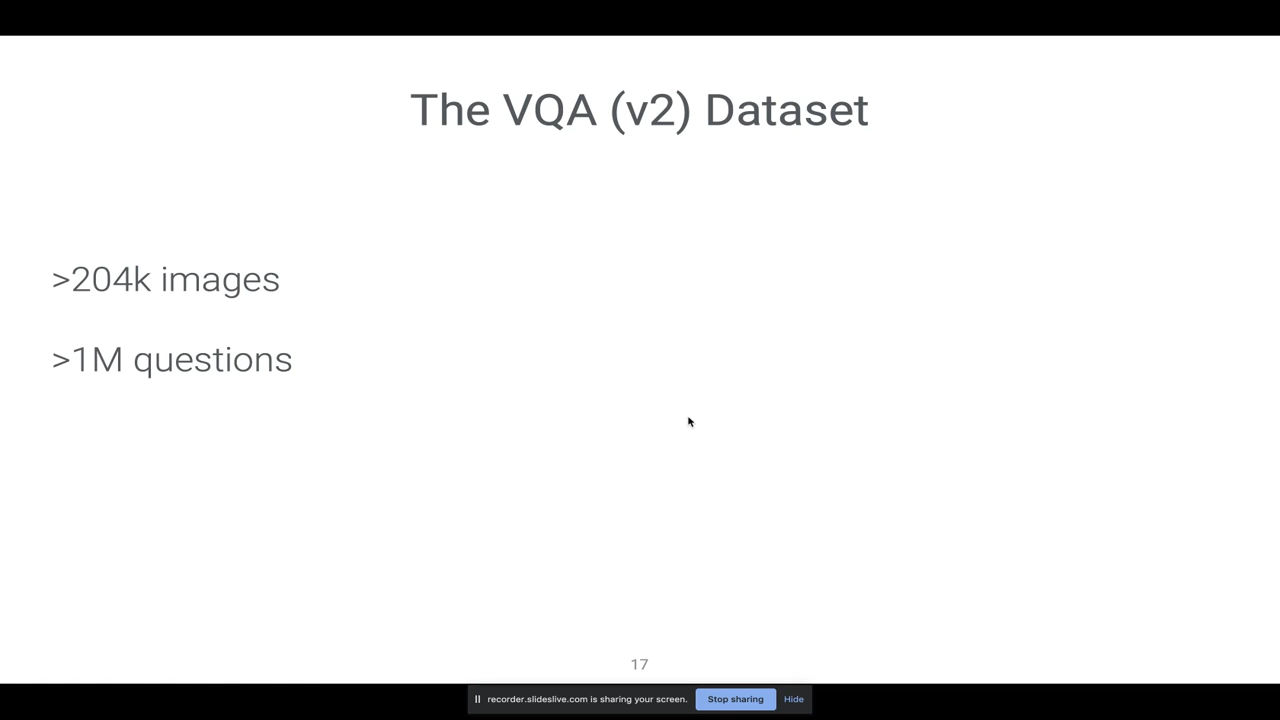 The VQA (v2) Dataset
>204k images
>1M questions
17
recorder.slideslive.com is sharing your screen. Stop sharing Hide